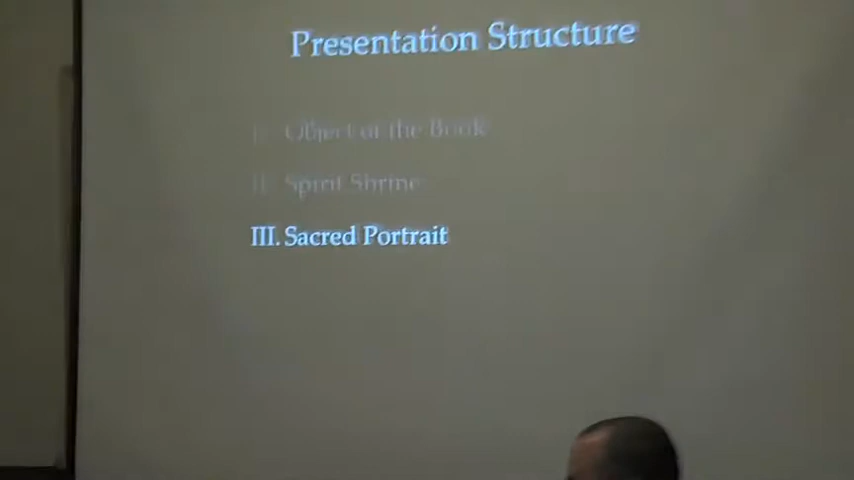 Presentation Structure
I. Object of the Book
II. Spirit Shrine
III. Sacred Portrait